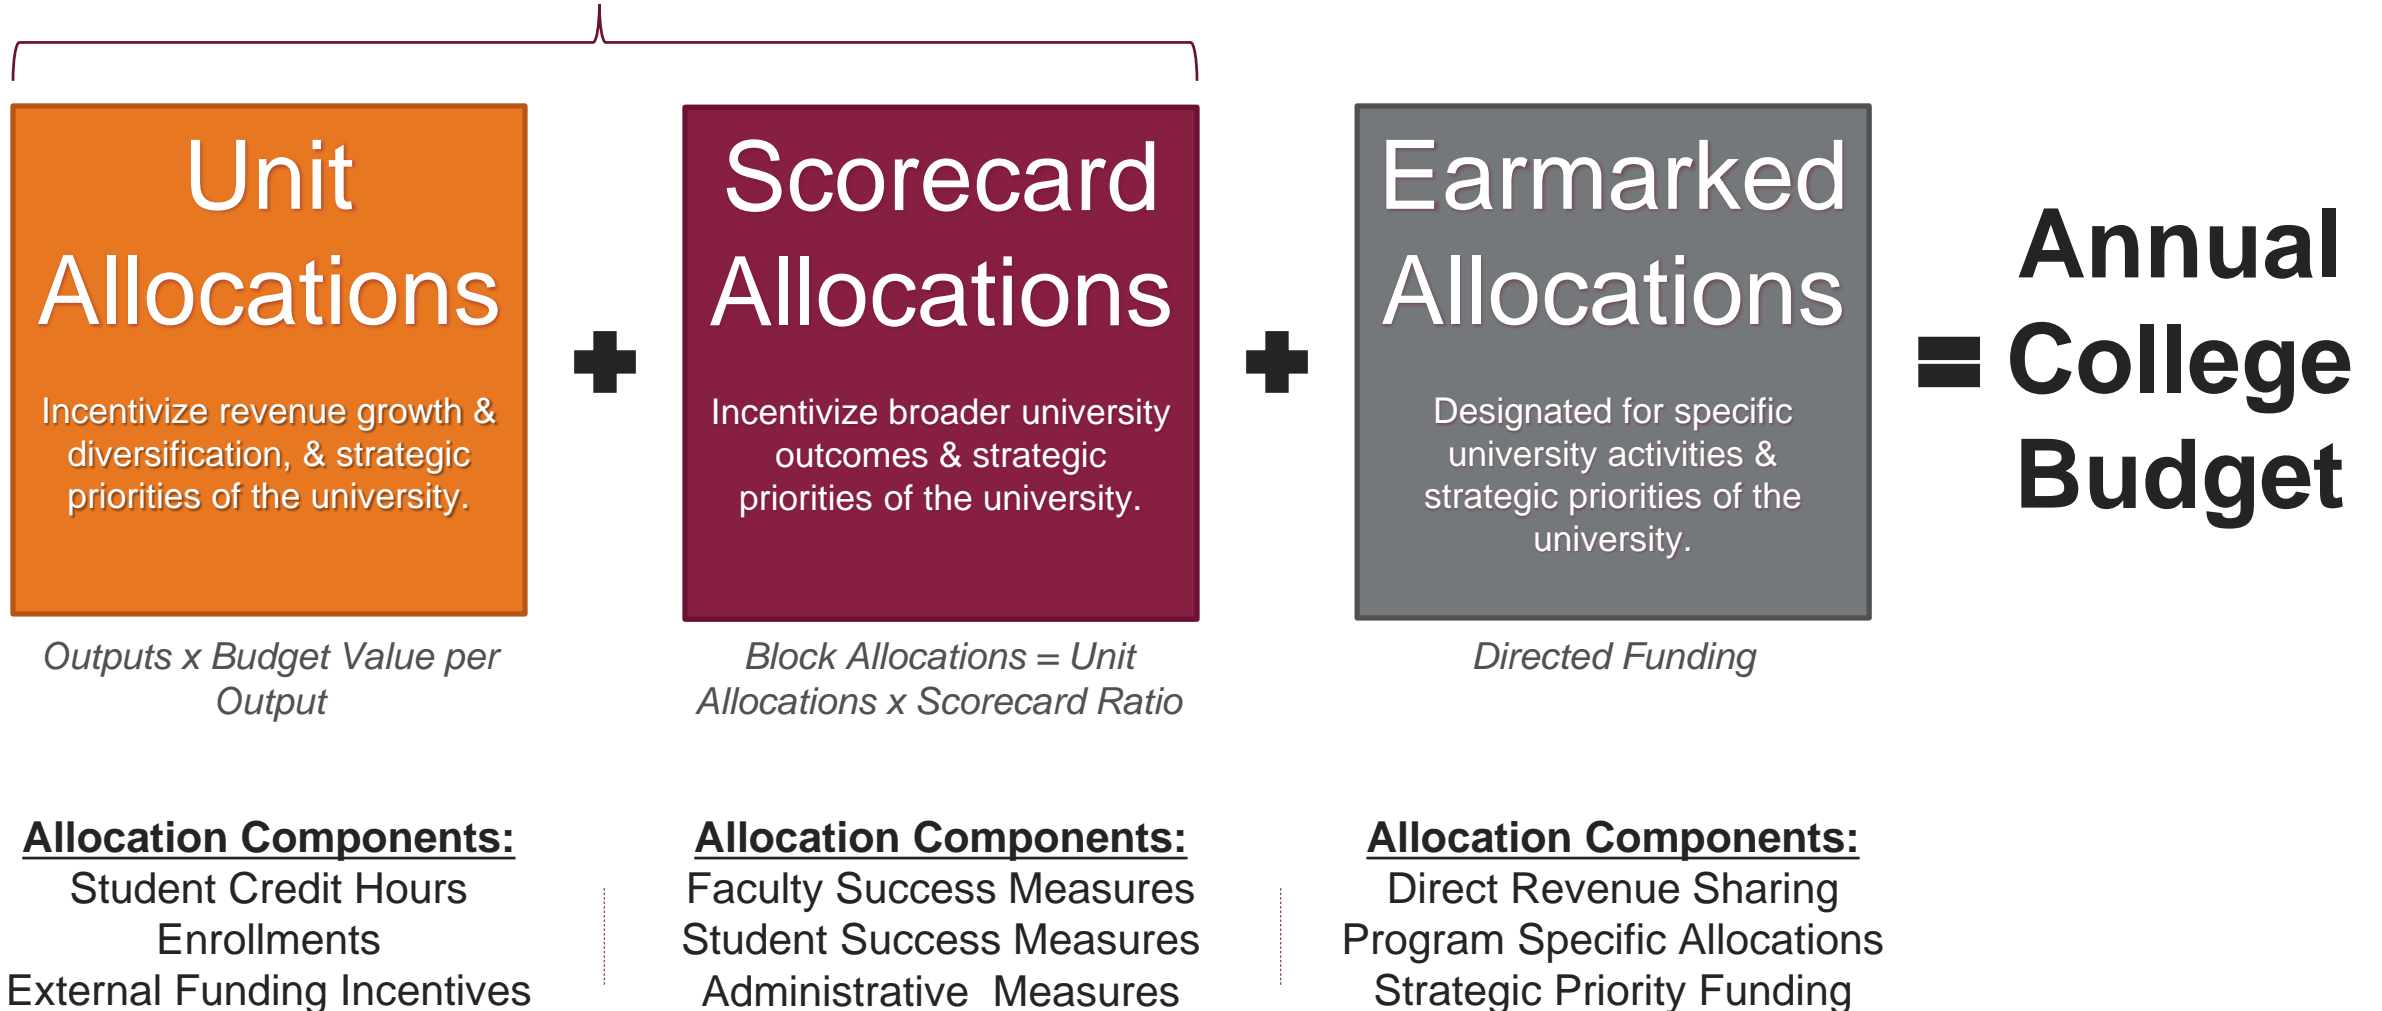 Unit
Allocations
Incentivize revenue growth &
diversification, & strategic
priorities of the university.
Outputs x Budget Value per
Output
Allocation Components:
Student Credit Hours
Enrollments
External Funding Incentives
Scorecard
Allocations
Incentivize broader university
outcomes & strategic
priorities of the university.
Block Allocations = Unit
Allocations x Scorecard Ratio
Allocation Components:
Faculty Success Measures
Student Success Measures
Administrative  Measures
Earmarked
Allocations
Designated for specific
university activities &
strategic priorities of the
university.
Directed Funding
Allocation Components:
Direct Revenue Sharing
Program Specific Allocations
Strategic Priority Funding
Annual
College
Budget